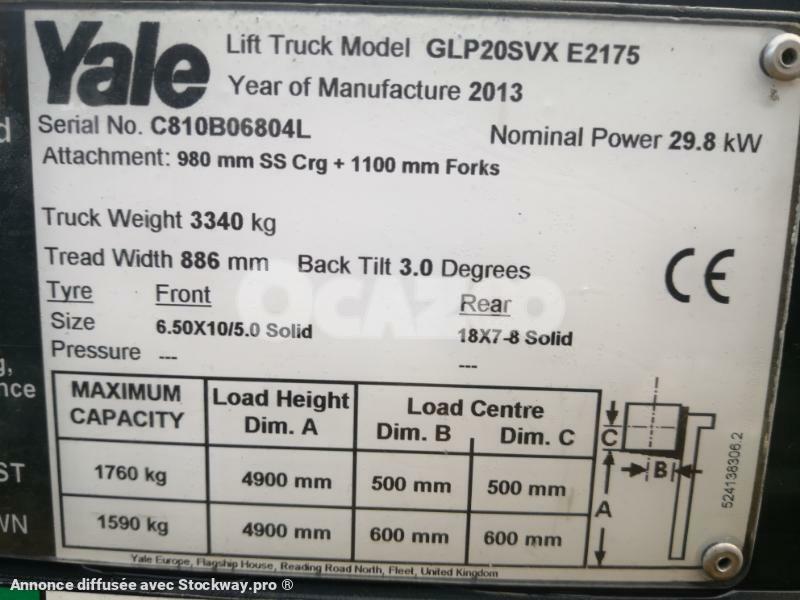 Yale
Lift Truck Model GLP20SVX E2175
Year of Manufacture 2013
Serial No. C810B06804L
Nominal Power 29.8 kW
Attachment: 980 mm SS Crg + 1100 mm Forks
Truck Weight 3340 kg
Tread Width 886 mm Back Tilt 3.0 Degrees
CE
Tyre Front Rear
Size 6.50X10/5.0 Solid 18X7-8 Solid
Pressure --- ---
MAXIMUM CAPACITY Load Height Dim. A Load Centre Dim. B Dim. C
1760 kg 4900 mm 500 mm 500 mm
1590 kg 4900 mm 600 mm 600 mm
C
B
A
524138306.2
Yale Europe, Flagship House, Reading Road North, Fleet, United Kingdom
OCAZOO
Annonce diffusée avec Stockway.pro ®